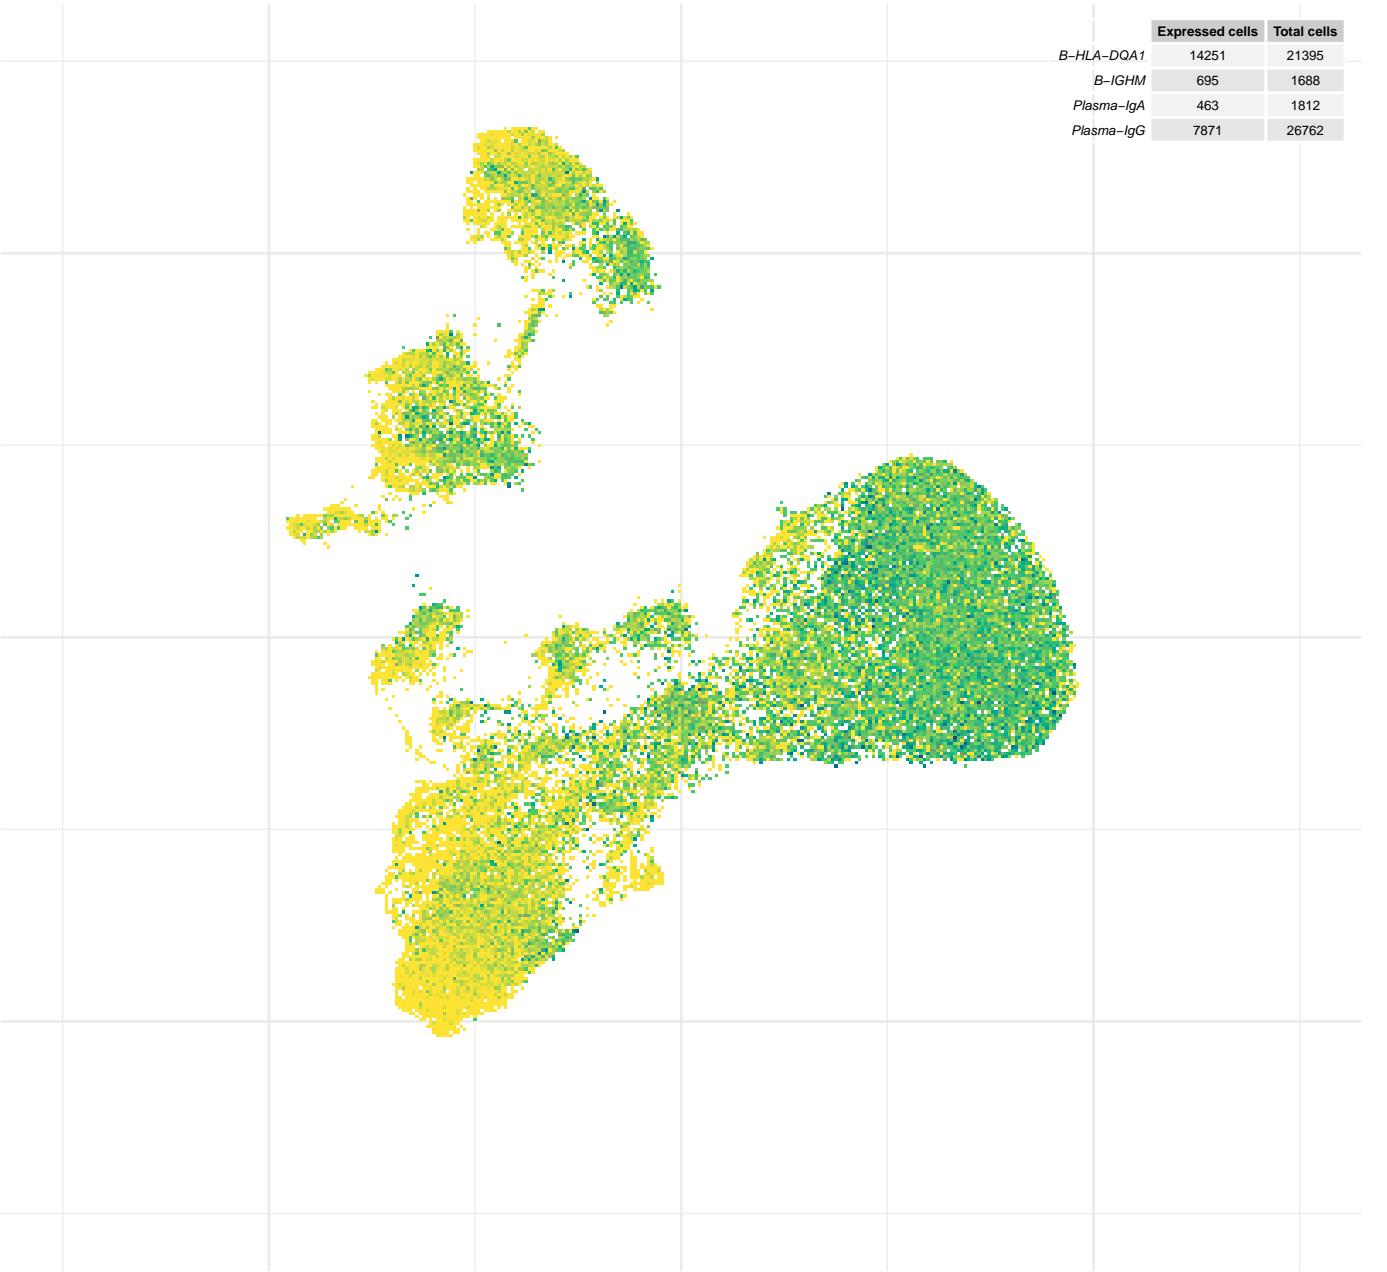 Expressed cells Total cells
B−HLA−DQA1 14251 21395
B−IGHM 695 1688
Plasma−IgA 463 1812
Plasma−IgG 7871 26762